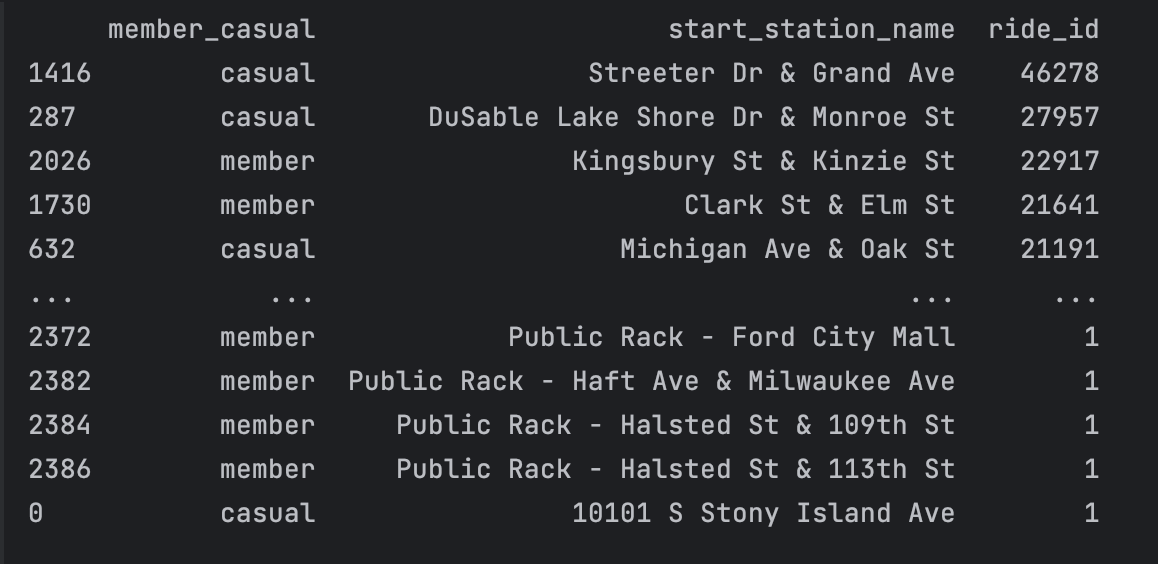 member_casual start_station_name ride_id
1416 casual Streeter Dr & Grand Ave 46278
287 casual DuSable Lake Shore Dr & Monroe St 27957
2026 member Kingsbury St & Kinzie St 22917
1730 member Clark St & Elm St 21641
632 casual Michigan Ave & Oak St 21191
... ... ... ...
2372 member Public Rack - Ford City Mall 1
2382 member Public Rack - Haft Ave & Milwaukee Ave 1
2384 member Public Rack - Halsted St & 109th St 1
2386 member Public Rack - Halsted St & 113th St 1
0 casual 10101 S Stony Island Ave 1